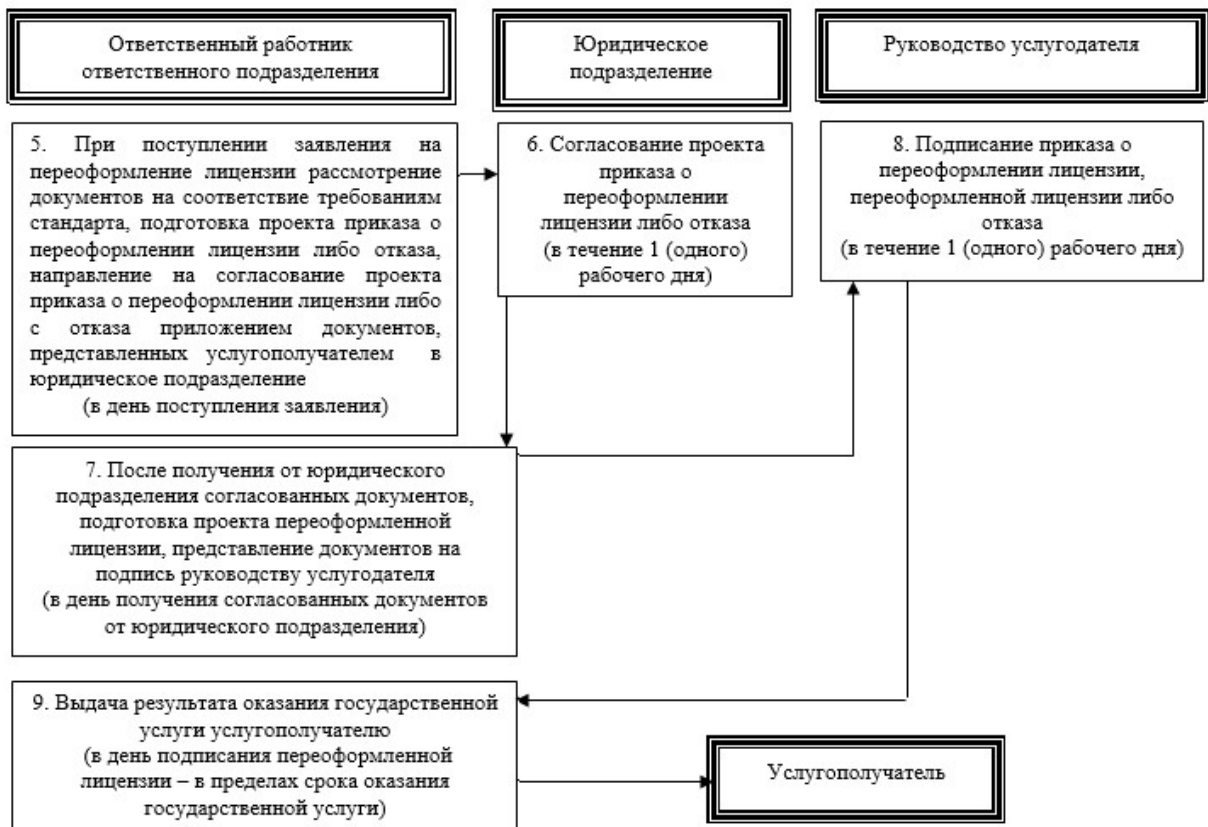 Ответственный работник
ответственного подразделения
Юридическое
подразделение
Руководство услугодателя
5. При поступлении заявления на
переоформление лицензии рассмотрение
документов на соответствие требованиям
стандарта, подготовка проекта приказа о
переоформлении лицензии либо отказа,
направление на согласование проекта
приказа о переоформлении лицензии либо
с отказа приложением документов,
представленных услугополучателем в
юридическое подразделение
(в день поступления заявления)
6. Согласование проекта
приказа о
переоформлении
лицензии либо отказа
(в течение 1 (одного)
рабочего дня)
8. Подписание приказа о
переоформлении лицензии,
переоформленной лицензии либо
отказа
(в течение 1 (одного) рабочего дня)
7. После получения от юридического
подразделения согласованных документов,
подготовка проекта переоформленной
лицензии, представление документов на
подпись руководству услугодателя
(в день получения согласованных документов
от юридического подразделения)
9. Выдача результата оказания государственной
услуги услугополучателю
(в день подписания переоформленной
лицензии – в пределах срока оказания
государственной услуги)
Услугополучатель